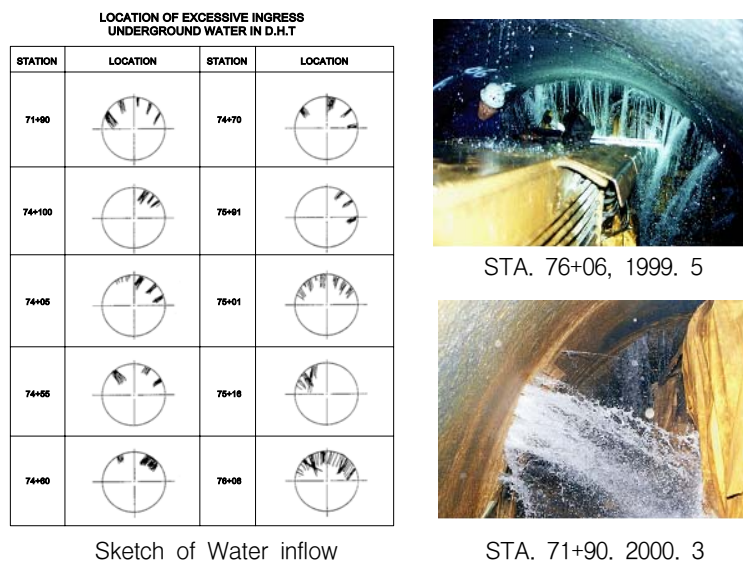 LOCATION OF EXCESSIVE INGRESS
UNDERGROUND WATER IN D.H.T
STATION LOCATION STATION LOCATION
71+90 74+70
74+100 75+91
74+05 75+01
74+55 75+16
74+60 76+06
Sketch of Water inflow
STA. 76+06, 1999. 5
STA. 71+90. 2000. 3